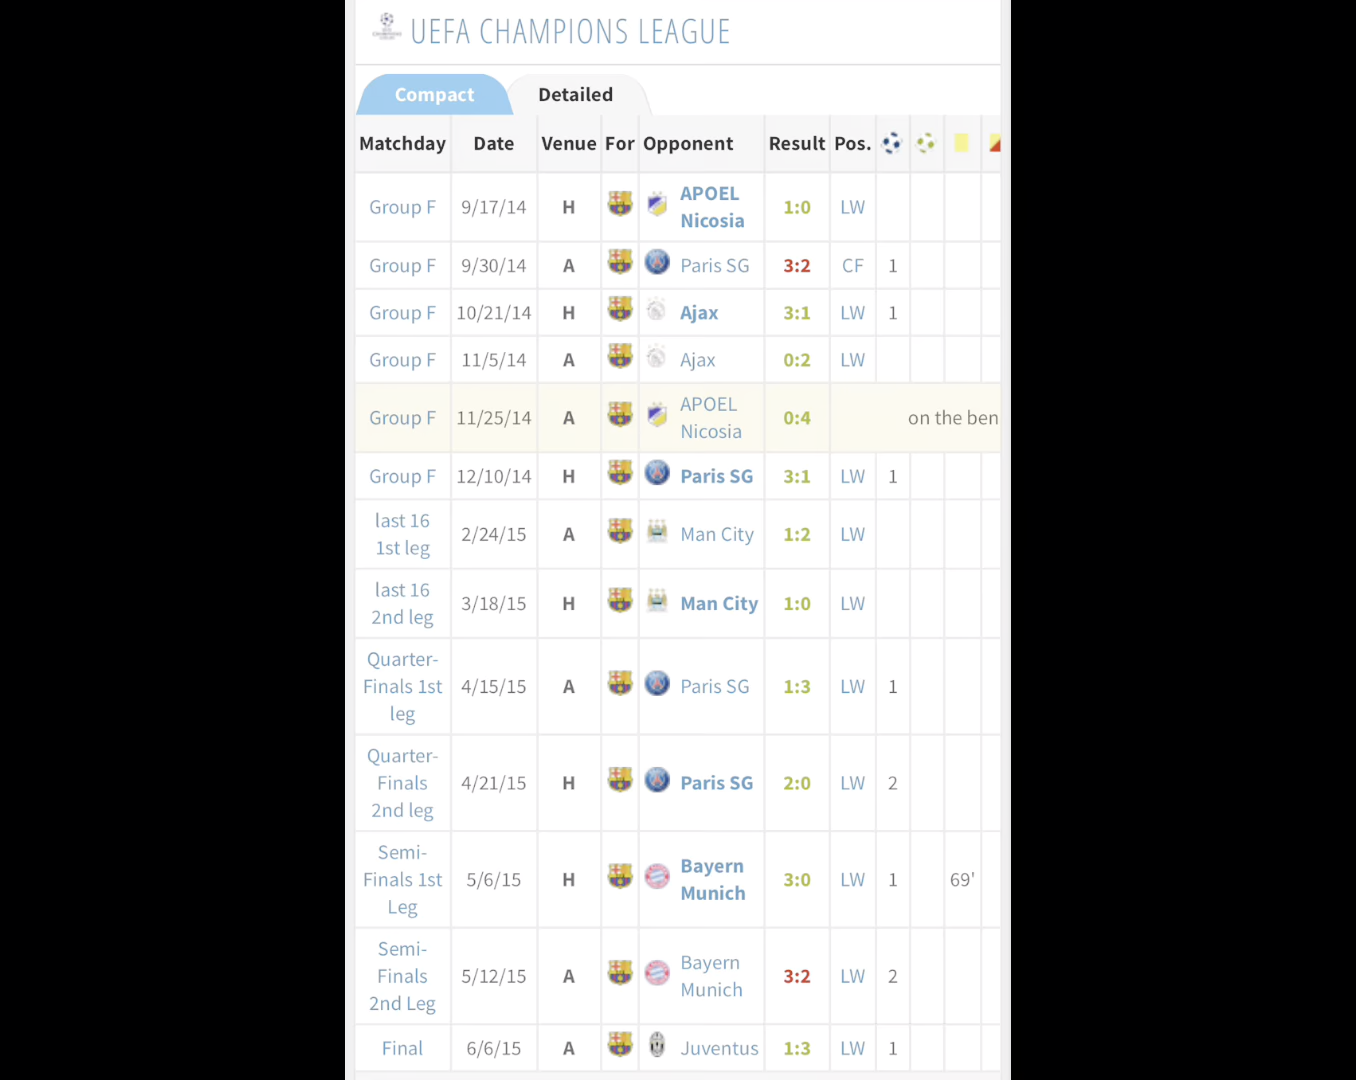 UEFA CHAMPIONS LEAGUE
Compact Detailed
Matchday Date Venue For Opponent Result Pos.
Group F 9/17/14 H APOEL Nicosia 1:0 LW
Group F 9/30/14 A Paris SG 3:2 CF 1
Group F 10/21/14 H Ajax 3:1 LW 1
Group F 11/5/14 A Ajax 0:2 LW
Group F 11/25/14 A APOEL Nicosia 0:4 on the ben
Group F 12/10/14 H Paris SG 3:1 LW 1
last 16 1st leg 2/24/15 A Man City 1:2 LW
last 16 2nd leg 3/18/15 H Man City 1:0 LW
Quarter-Finals 1st leg 4/15/15 A Paris SG 1:3 LW 1
Quarter-Finals 2nd leg 4/21/15 H Paris SG 2:0 LW 2
Semi-Finals 1st Leg 5/6/15 H Bayern Munich 3:0 LW 1 69'
Semi-Finals 2nd Leg 5/12/15 A Bayern Munich 3:2 LW 2
Final 6/6/15 A Juventus 1:3 LW 1